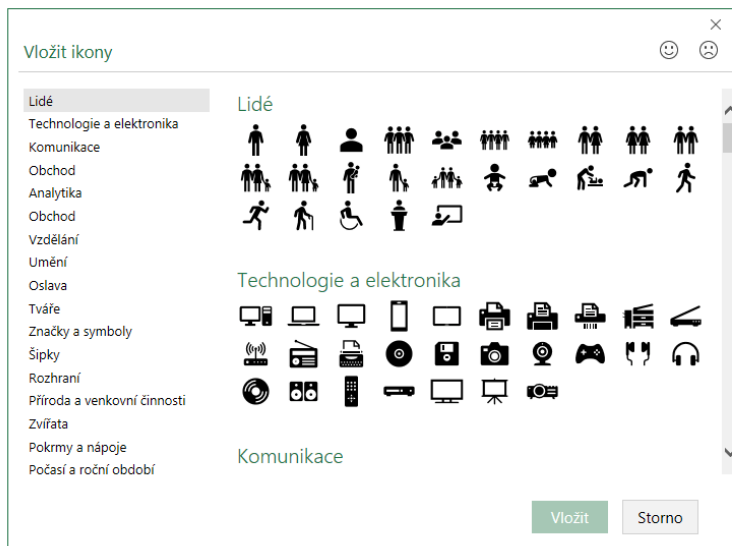 Vložit ikony
Lidé
Technologie a elektronika
Komunikace
Obchod
Analytika
Obchod
Vzdělání
Umění
Oslava
Tváře
Značky a symboly
Šipky
Rozhraní
Příroda a venkovní činnosti
Zvířata
Pokrmy a nápoje
Počasí a roční období
Lidé
Technologie a elektronika
Komunikace
Vložit
Storno